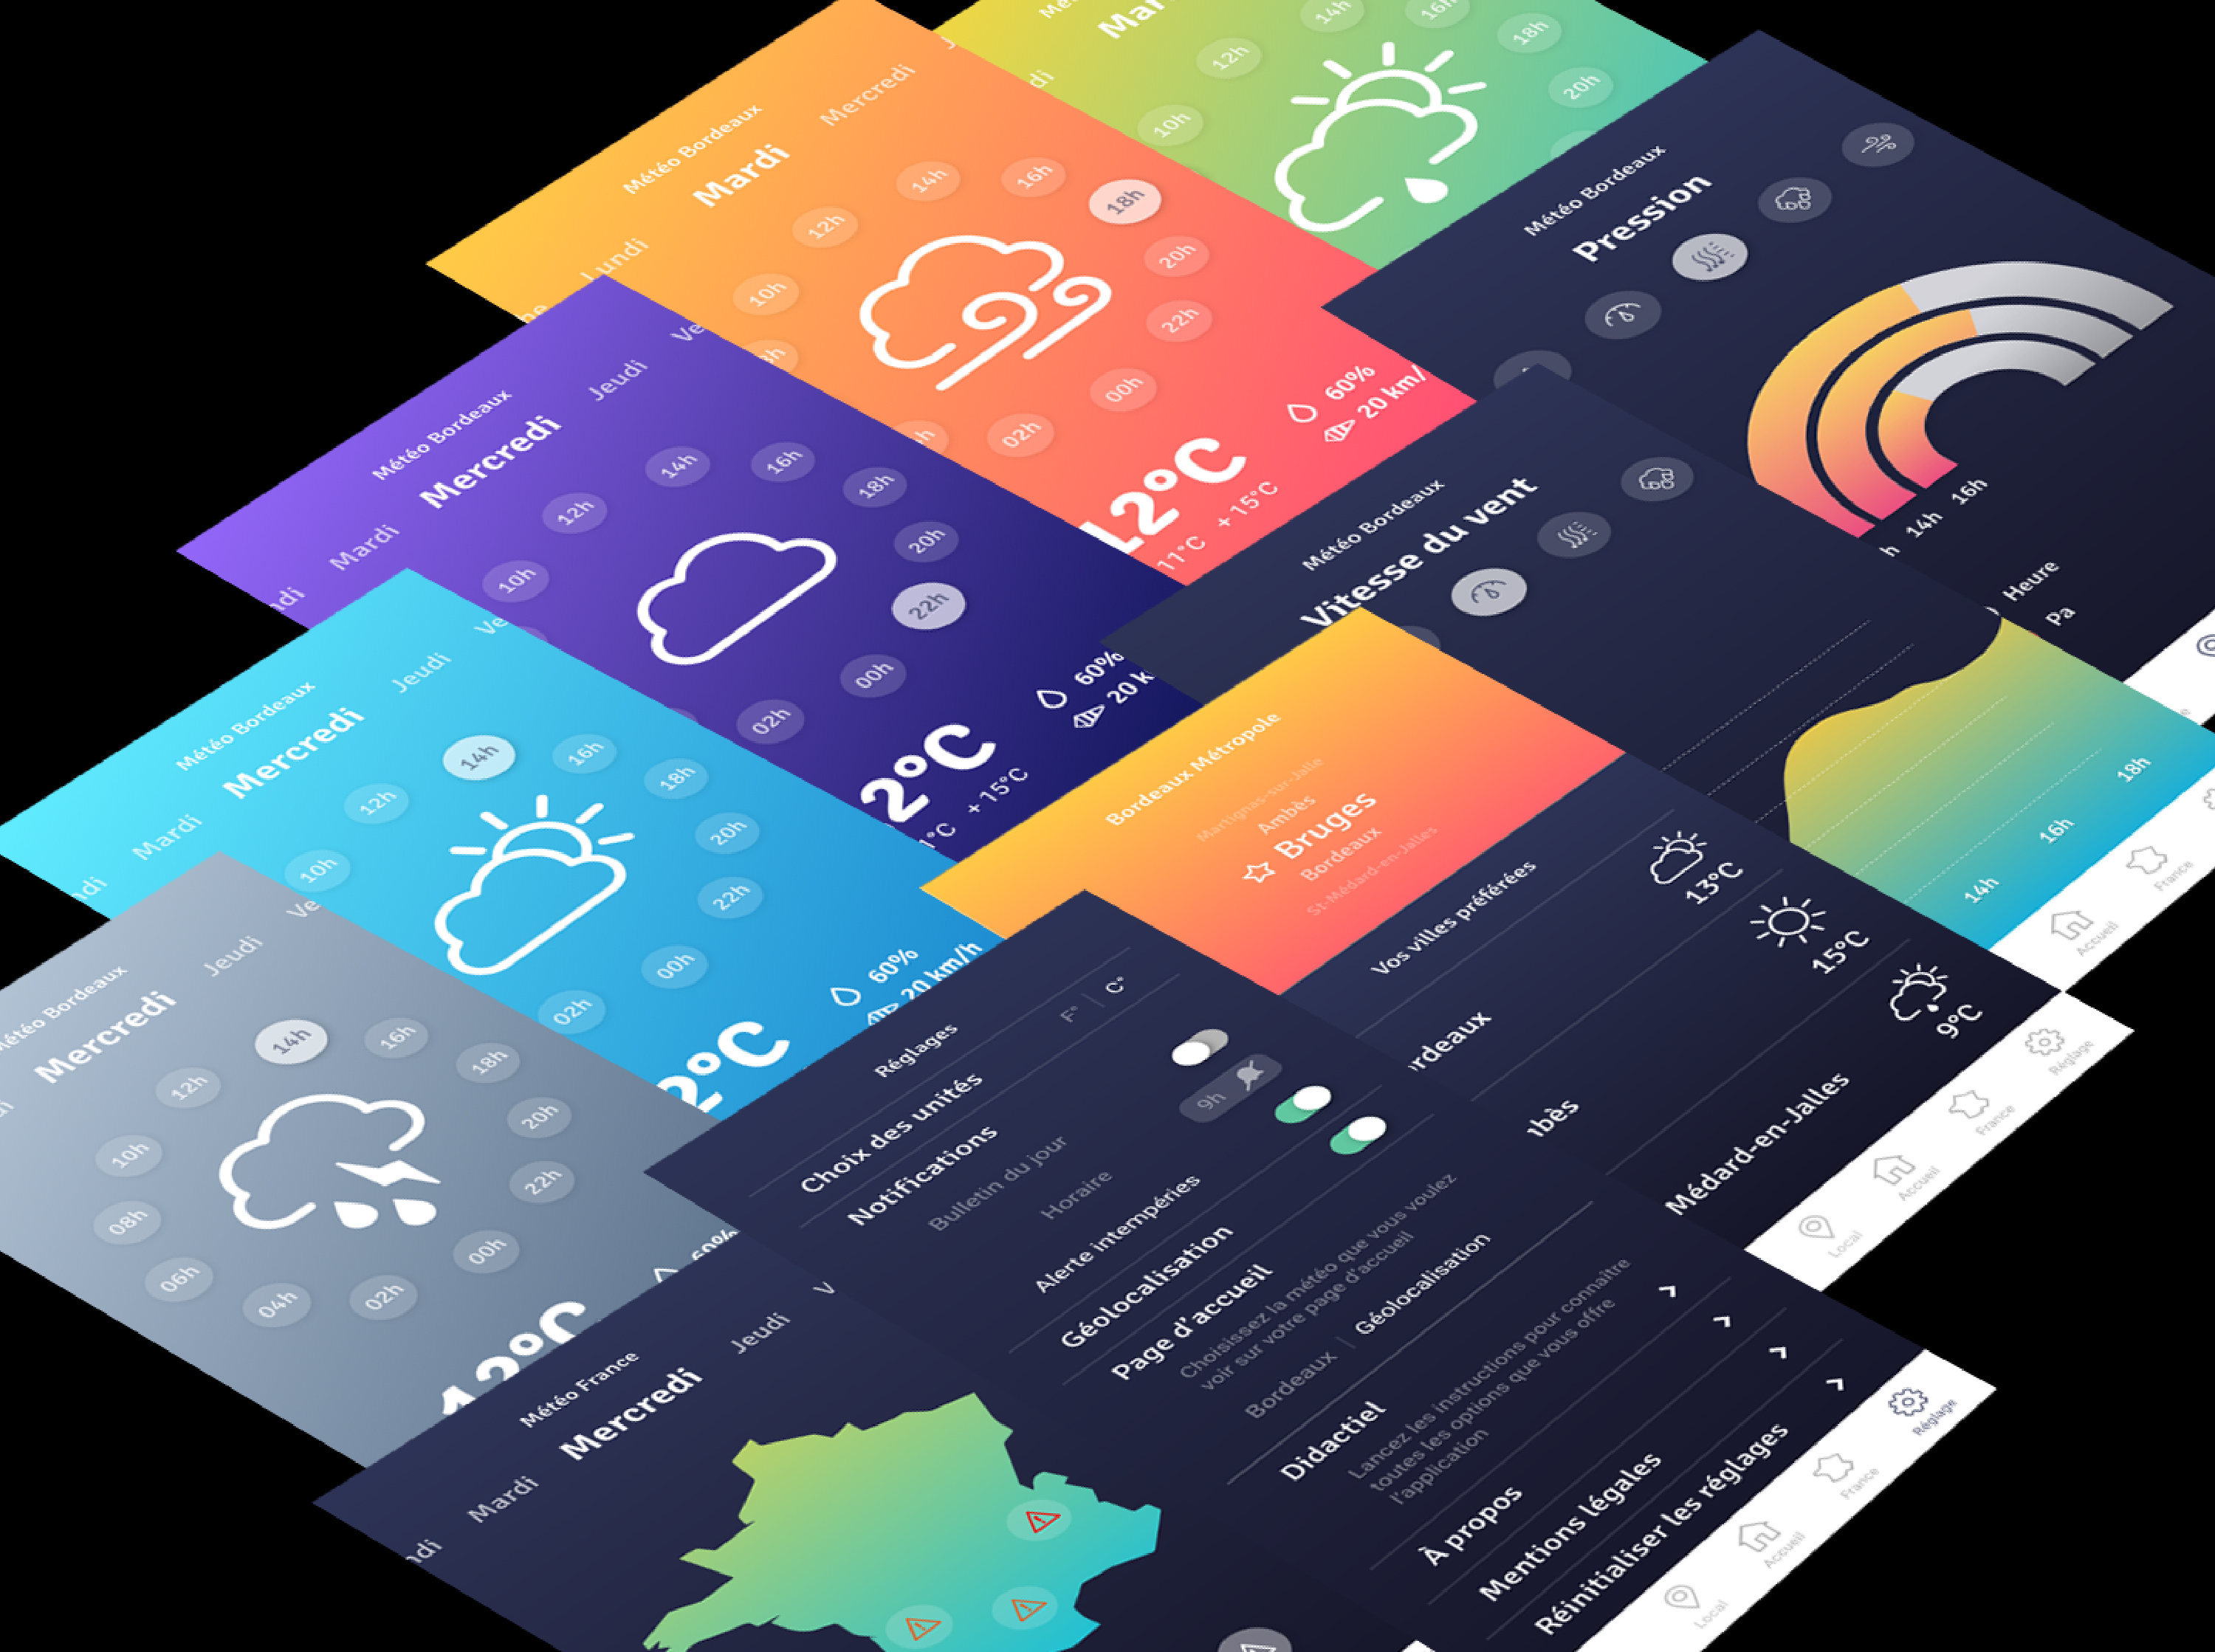 Mar
12h
14h
16h
18h
20h
10h
Météo Bordeaux
Mardi
Mercredi
Lundi
10h
12h
14h
16h
18h
20h
22h
00h
02h
60%
20 km/
12°C
11°C
+ 15°C
Météo Bordeaux
Pression
14h
16h
Heure
Pa
Météo Bordeaux
Mercredi
Mardi
Jeudi
Ve
10h
12h
14h
16h
18h
20h
22h
00h
02h
60%
20 k
2°C
1°C
+ 15°C
Météo Bordeaux
Vitesse du vent
14h
16h
18h
Accueil
France
Météo Bordeaux
Mercredi
Mardi
Jeudi
Ve
10h
12h
14h
16h
18h
20h
22h
00h
02h
60%
20 km/h
2°C
Bordeaux Métropole
Martignas-sur-Jalle
Ambès
Bruges
Bordeaux
St-Médard-en-Jalles
Vos villes préférées
13°C
rdeaux
15°C
bès
9°C
Médard-en-Jalles
Local
Accueil
France
Réglage
Météo Bordeaux
Mercredi
Jeudi
12h
14h
16h
18h
20h
22h
00h
02h
04h
06h
08h
10h
60%
12°C
Réglages
Choix des unités
F° | C°
Notifications
Bulletin du jour
Horaire
9h
Alerte intempéries
Géolocalisation
Page d’accueil
Choisissez la météo que vous voulez
voir sur votre page d’accueil
Bordeaux | Géolocalisation
Didactiel
Lancez les instructions pour connaître
toutes les options que vous offre
l’application
À propos
Mentions légales
Réinitialiser les réglages
Local
Accueil
France
Réglage
Météo France
Mercredi
Mardi
Jeudi
V
ndi